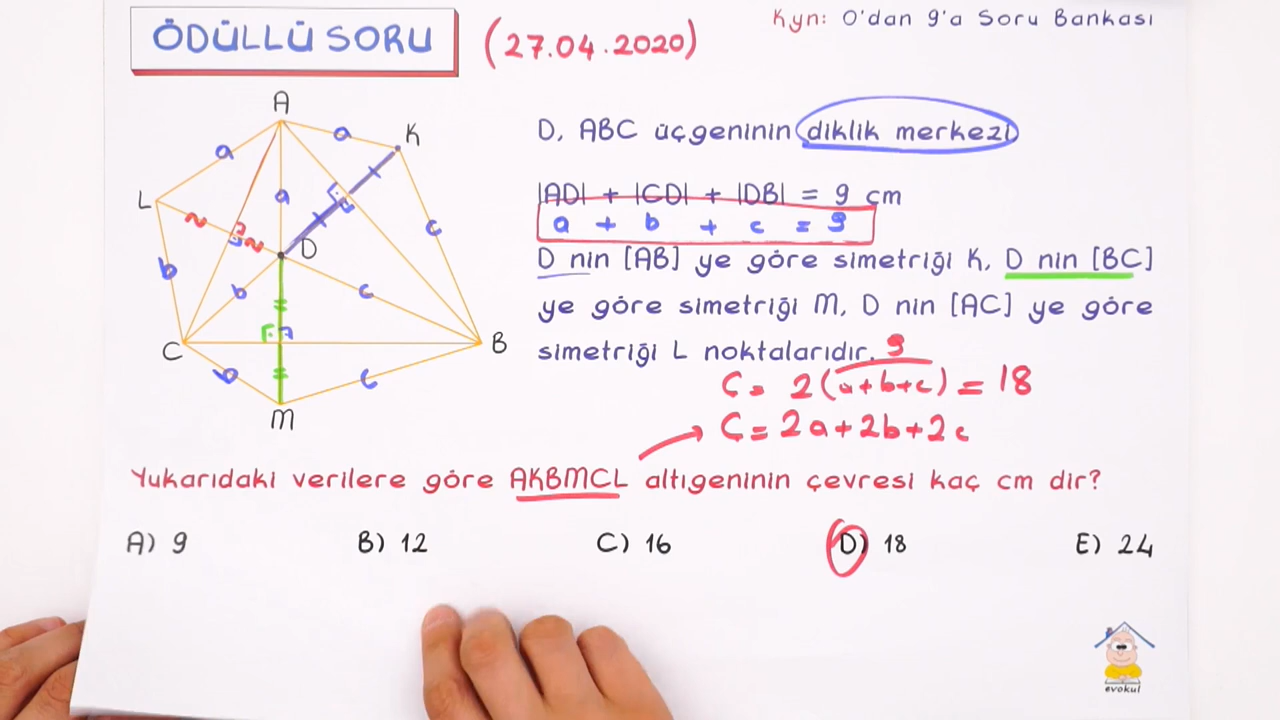 ÖDÜLLÜ SORU
(27.04.2020)
Kyn: 0'dan 9'a Soru Bankası
D, ABC üçgeninin diklik merkezi
|AD| + |CD| + |DB| = 9 cm
a + b + c = 9
D nin [AB] ye göre simetriği K, D nin [BC]
ye göre simetriği M, D nin [AC] ye göre
simetriği L noktalarıdır.
9
Ç = 2(a+b+c) = 18
Ç = 2a+2b+2c
A
a
K
a
L
a
D
c
b
b
c
C
B
b
c
M
Yukarıdaki verilere göre AKBMCL altıgeninin çevresi kaç cm dir?
A) 9 B) 12 C) 16 D) 18 E) 24
evokul